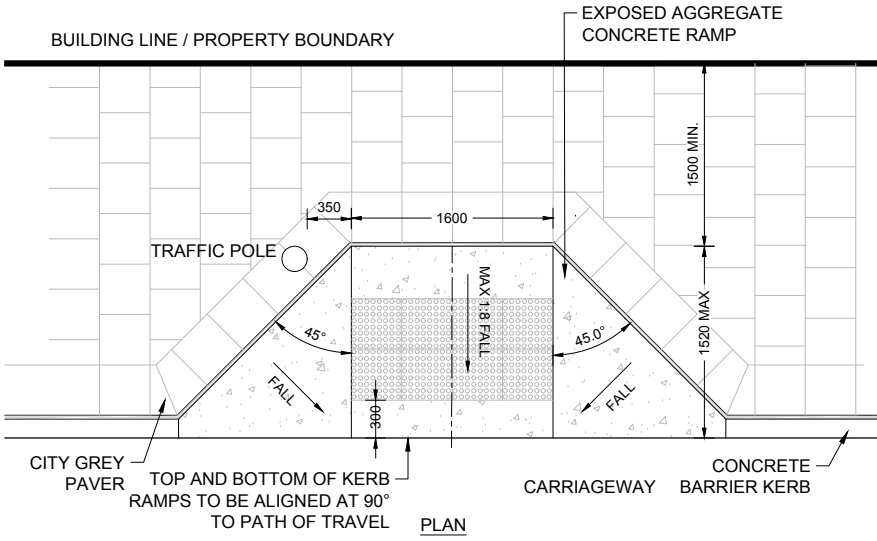 EXPOSED AGGREGATE
CONCRETE RAMP
BUILDING LINE / PROPERTY BOUNDARY
1500 MIN.
350
1600
TRAFFIC POLE
MAX 1:8 FALL
1520 MAX
45°
45.0°
FALL
FALL
300
CITY GREY
PAVER
TOP AND BOTTOM OF KERB
RAMPS TO BE ALIGNED AT 90°
TO PATH OF TRAVEL
CARRIAGEWAY
CONCRETE
BARRIER KERB
PLAN